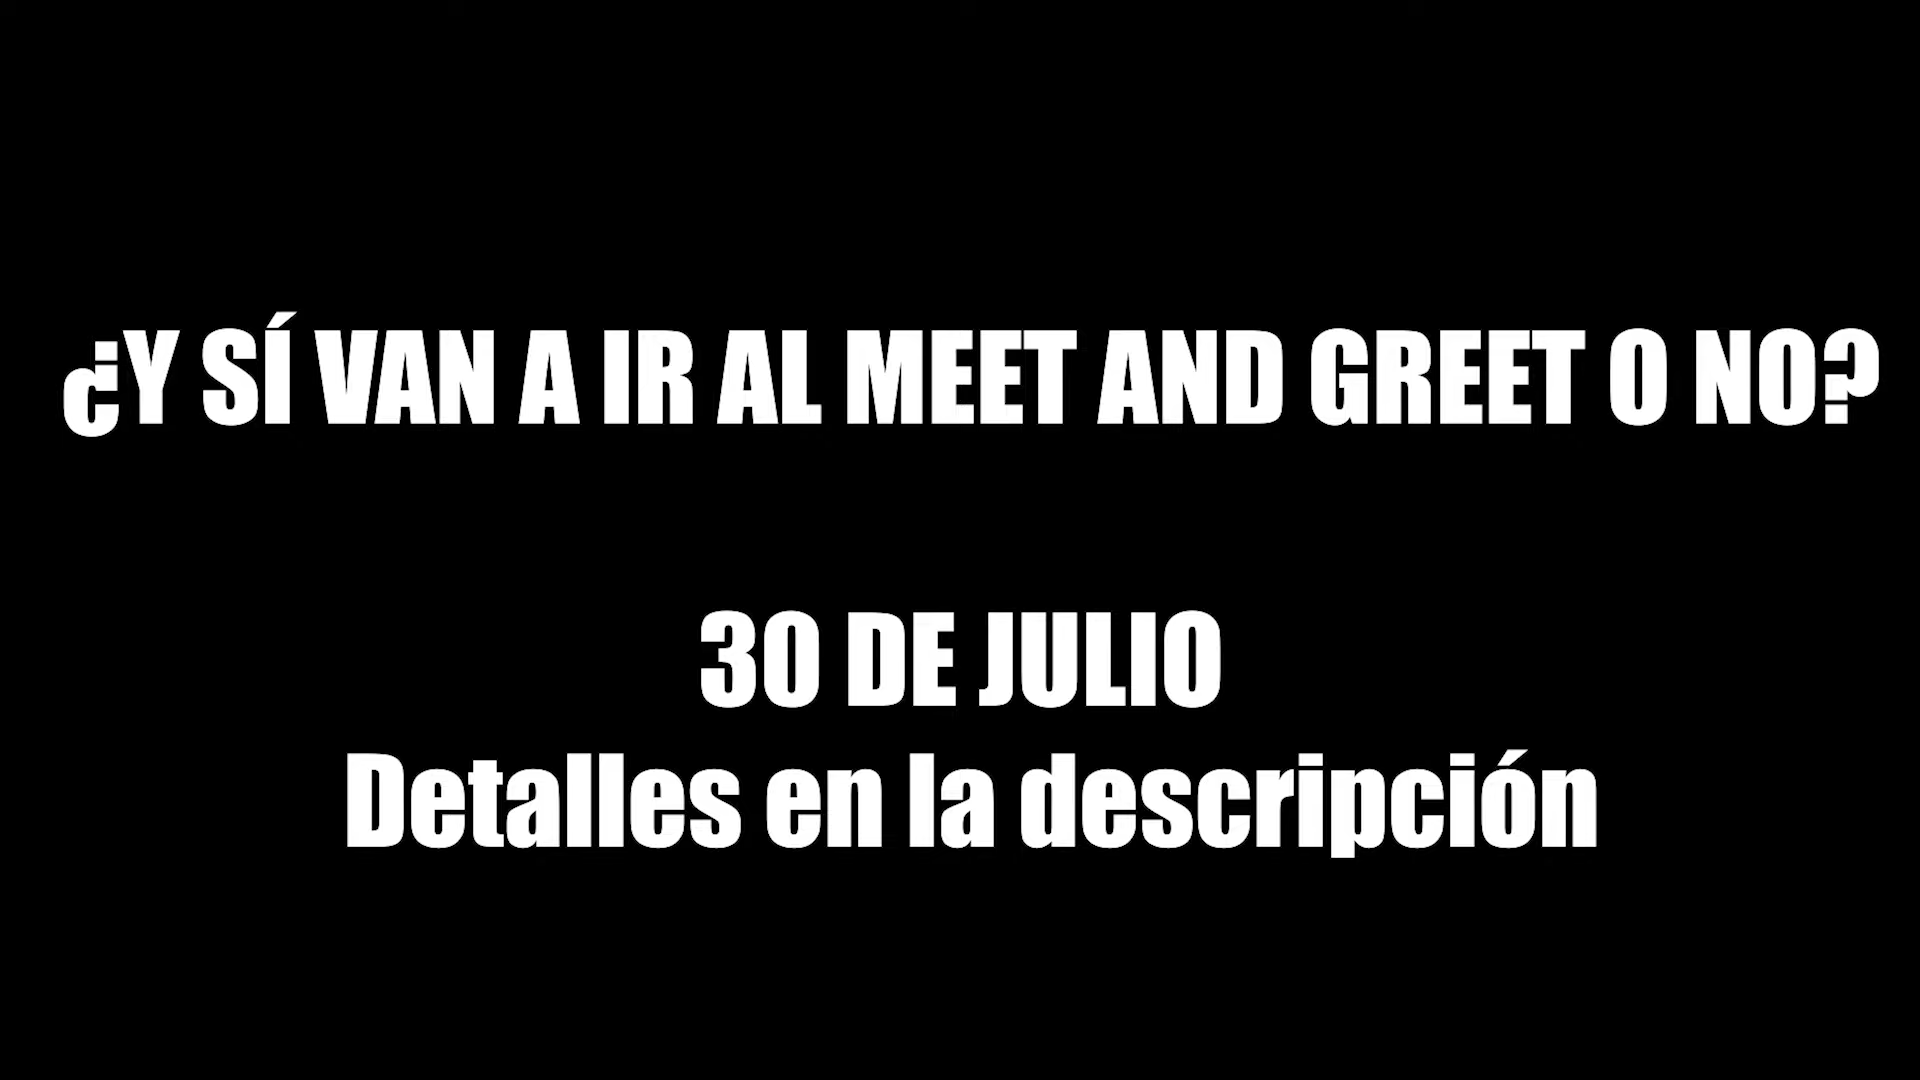 ¿Y SÍ VAN A IR AL MEET AND GREET O NO?
30 DE JULIO
Detalles en la descripción